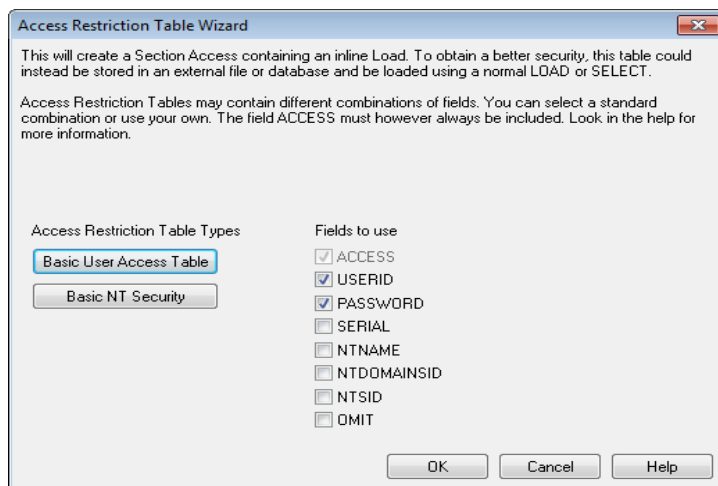 Access Restriction Table Wizard
This will create a Section Access containing an inline Load. To obtain a better security, this table could
instead be stored in an external file or database and be loaded using a normal LOAD or SELECT.
Access Restriction Tables may contain different combinations of fields. You can select a standard
combination or use your own. The field ACCESS must however always be included. Look in the help for
more information.
Access Restriction Table Types
Fields to use
Basic User Access Table
Basic NT Security
ACCESS
USERID
PASSWORD
SERIAL
NTNAME
NTDOMAINSID
NTSID
OMIT
OK
Cancel
Help